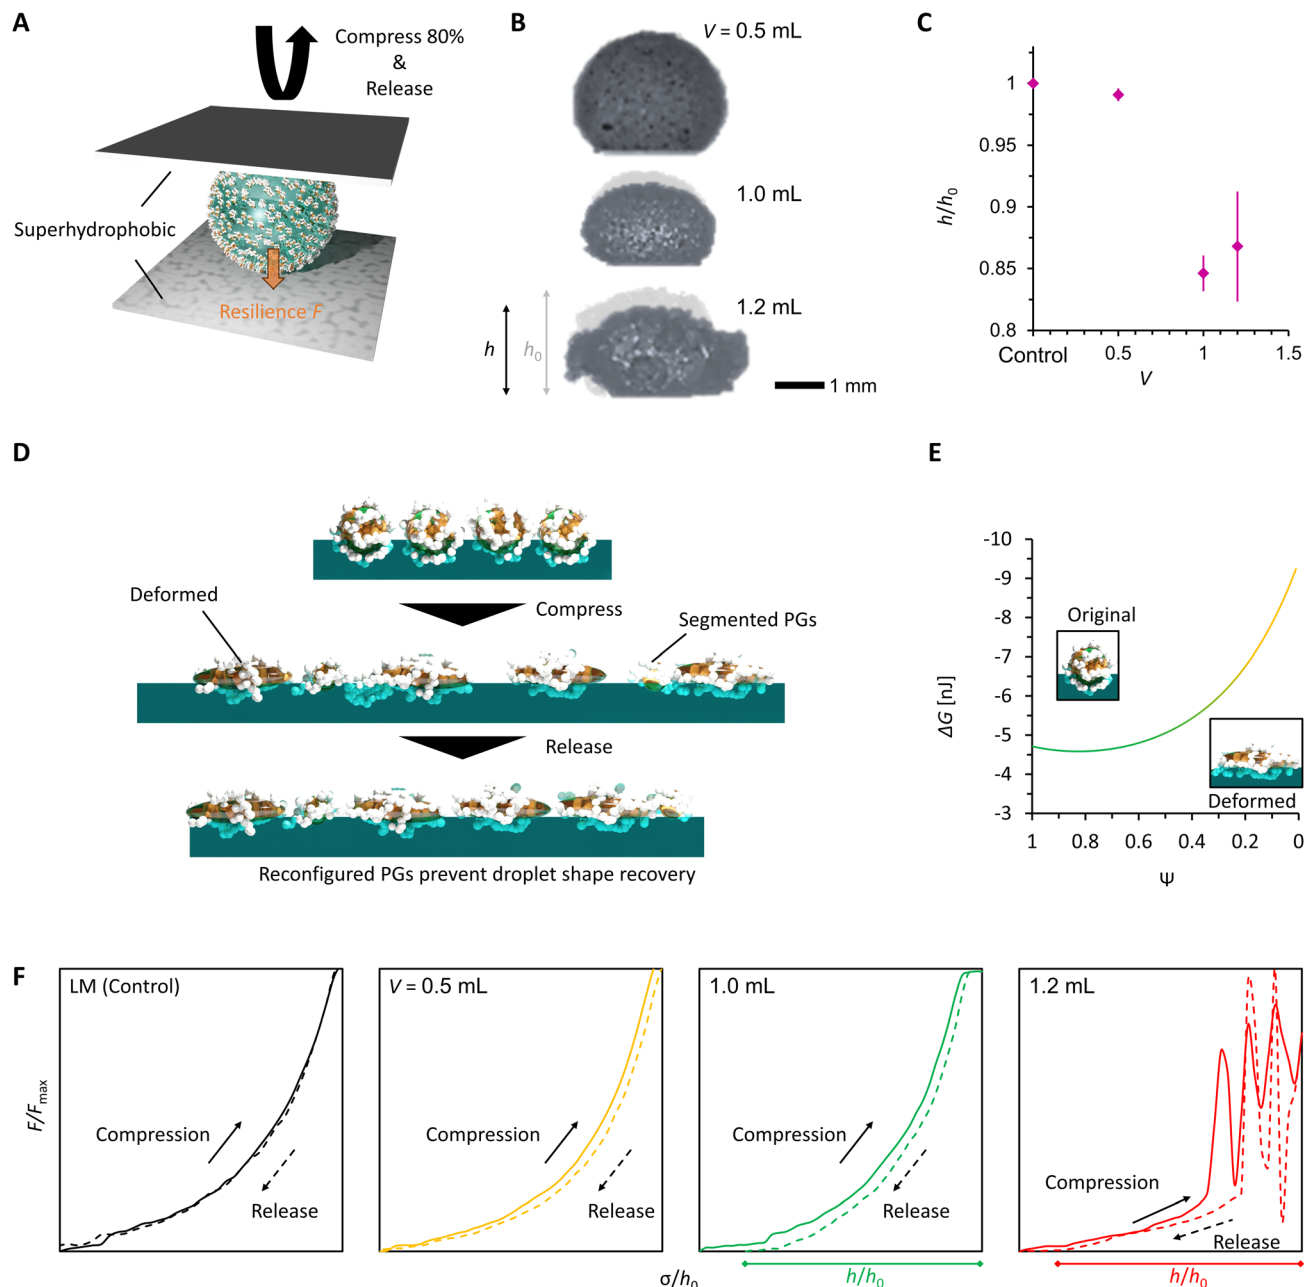 A
Compress 80%
&
Release
Superhydrophobic
Resilience F
B
V = 0.5 mL
1.0 mL
1.2 mL
h
h0
1 mm
C
h/h0
1
0.95
0.9
0.85
0.8
Control
0.5
1
1.5
V
D
Deformed
Compress
Segmented PGs
Release
Reconfigured PGs prevent droplet shape recovery
E
ΔG [nJ]
-10
-9
-8
-7
-6
-5
-4
-3
Original
Deformed
1
0.8
0.6
0.4
0.2
0
Ψ
F
F/Fmax
LM (Control)
Compression
Release
V = 0.5 mL
Compression
Release
1.0 mL
Compression
Release
1.2 mL
Compression
Release
σ/h0
h/h0
h/h0